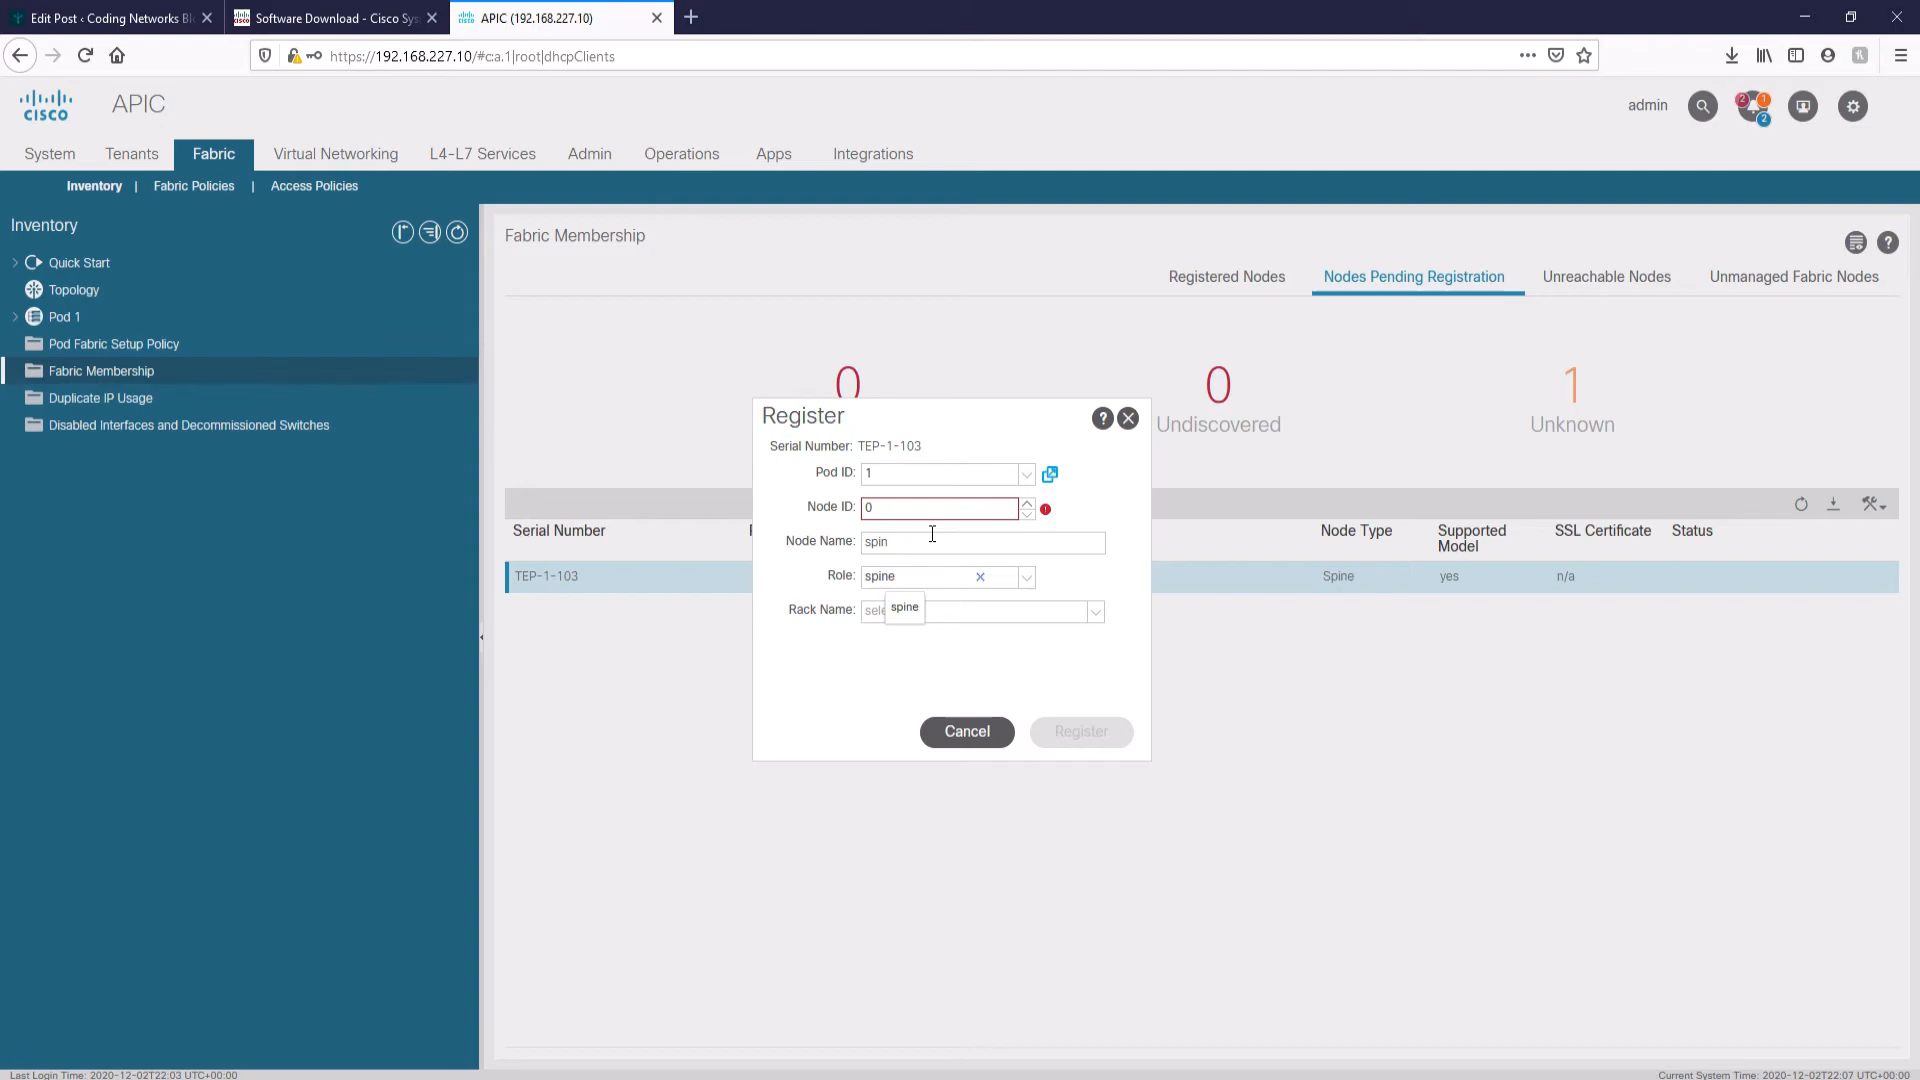 Edit Post ‹ Coding Networks Bl
Software Download - Cisco Sys
APIC (192.168.227.10)
https://192.168.227.10/#c:a.1|root|dhcpClients
CISCO
APIC
admin
2
1
2
System
Tenants
Fabric
Virtual Networking
L4-L7 Services
Admin
Operations
Apps
Integrations
Inventory | Fabric Policies | Access Policies
Inventory
Quick Start
Topology
Pod 1
Pod Fabric Setup Policy
Fabric Membership
Duplicate IP Usage
Disabled Interfaces and Decommissioned Switches
Fabric Membership
Registered Nodes
Nodes Pending Registration
Unreachable Nodes
Unmanaged Fabric Nodes
0
0
Undiscovered
1
Unknown
Serial Number
Node Type
Supported Model
SSL Certificate
Status
TEP-1-103
Spine
yes
n/a
Register
Serial Number: TEP-1-103
Pod ID: 1
Node ID: 0
Node Name: spin
Role: spine
Rack Name: sele
spine
Cancel
Register
Last Login Time: 2020-12-02T22:03 UTC+00:00
Current System Time: 2020-12-02T22:07 UTC+00:00